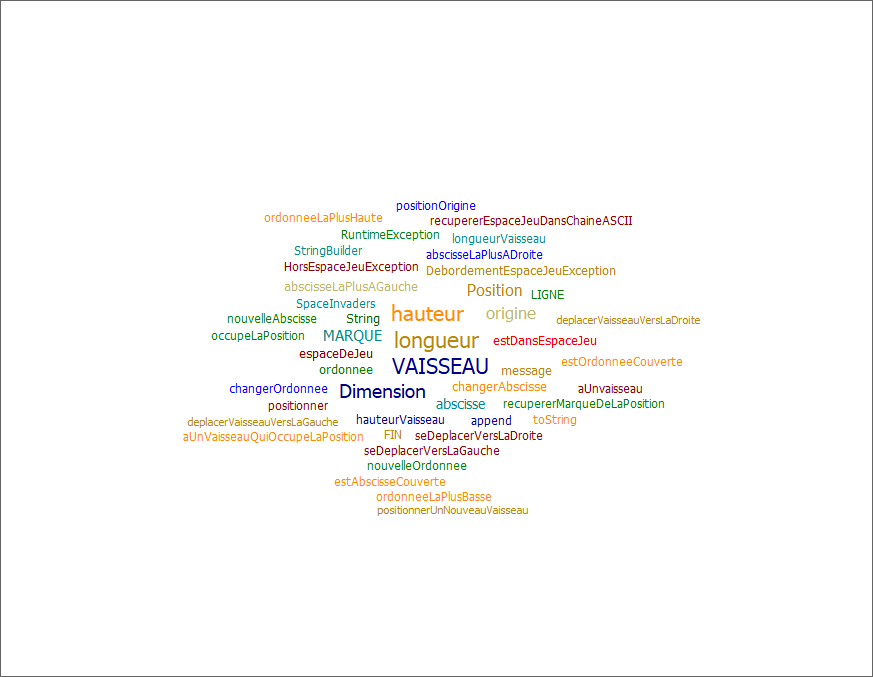 positionOrigine
ordonneeLaPlusHaute recupererEspaceJeuDansChaineASCII
RuntimeException longueurVaisseau
StringBuilder abscisseLaPlusADroite
HorsEspaceJeuException DebordementEspaceJeuException
abscisseLaPlusAGauche Position LIGNE
SpaceInvaders hauteur origine
nouvelleAbscisse String deplacerVaisseauVersLaDroite
occupeLaPosition MARQUE longueur estDansEspaceJeu
espaceDeJeu VAISSEAU estOrdonneeCouverte
ordonnee message
changerOrdonnee Dimension changerAbscisse aUnvaisseau
positionner abscisse recupererMarqueDeLaPosition
deplacerVaisseauVersLaGauche hauteurVaisseau append toString
aUnVaisseauQuiOccupeLaPosition FIN seDeplacerVersLaDroite
seDeplacerVersLaGauche
nouvelleOrdonnee
estAbscisseCouverte
ordonneeLaPlusBasse
positionnerUnNouveauVaisseau